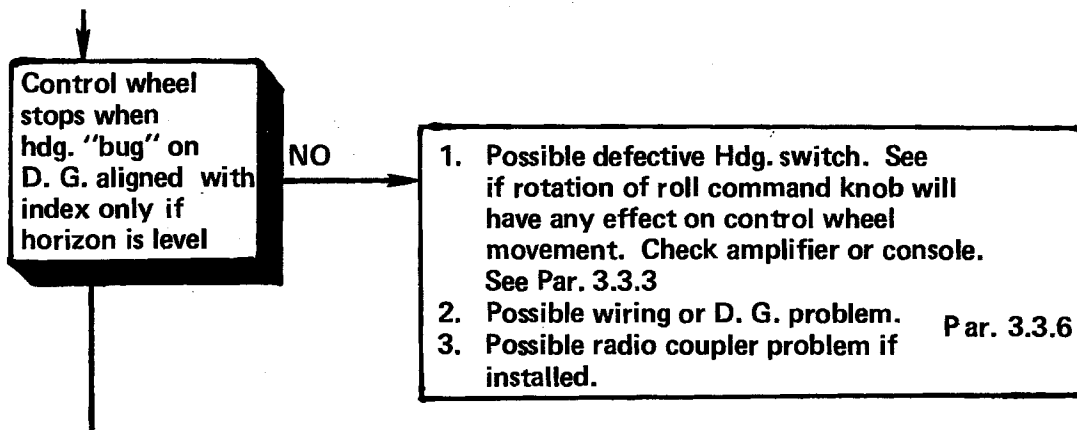 Control wheel
stops when
hdg. "bug" on
D. G. aligned with
index only if
horizon is level
NO
1. Possible defective Hdg. switch. See
if rotation of roll command knob will
have any effect on control wheel
movement. Check amplifier or console.
See Par. 3.3.3
2. Possible wiring or D. G. problem.
Par. 3.3.6
3. Possible radio coupler problem if
installed.